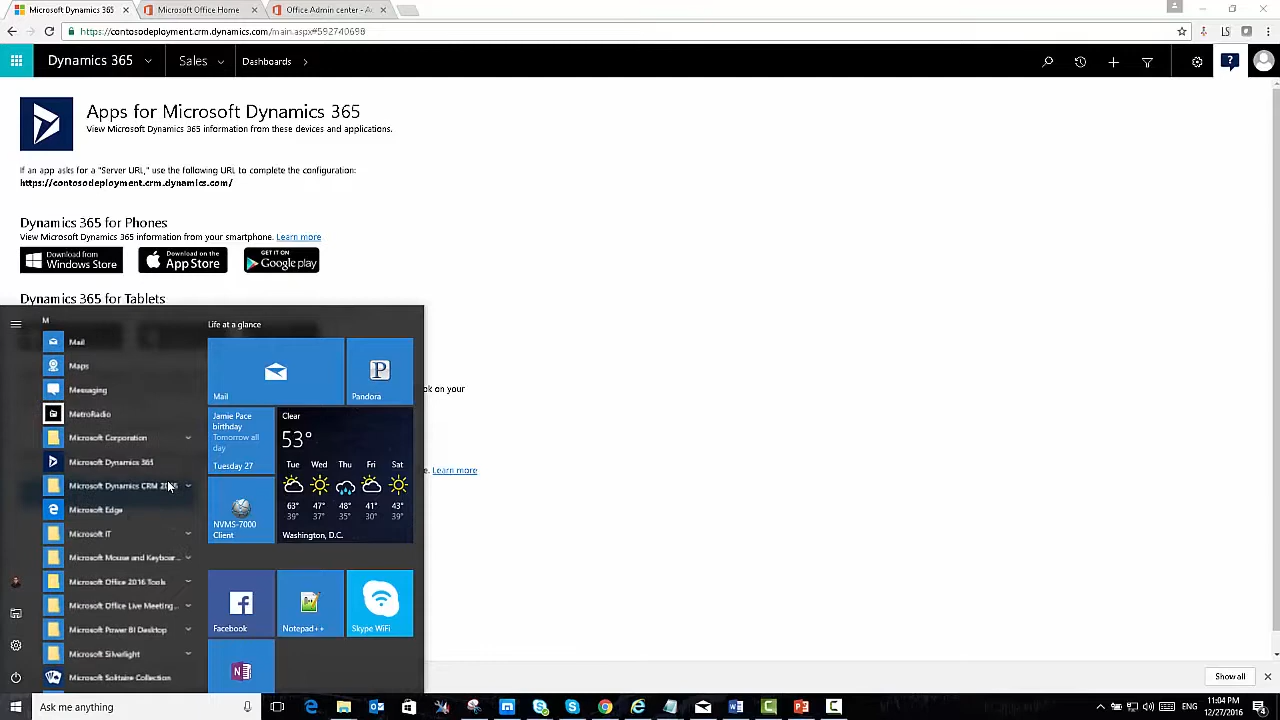 Microsoft Dynamics 365
Microsoft Office Home
Office Admin center - A
https://contosodeployment.crm.dynamics.com/main.aspx#592740698
Dynamics 365
Sales
Dashboards
Apps for Microsoft Dynamics 365
View Microsoft Dynamics 365 information from these devices and applications.
If an app asks for a "Server URL," use the following URL to complete the configuration:
https://contosodeployment.crm.dynamics.com/
Dynamics 365 for Phones
View Microsoft Dynamics 365 information from your smartphone. Learn more
Download from
Windows Store
Download on the
App Store
GET IT ON
Google play
Dynamics 365 for Tablets
ok on your
e. Learn more
M
Mail
Maps
Messaging
MetroRadio
Microsoft Corporation
Microsoft Dynamics 365
Microsoft Dynamics CRM
Microsoft Edge
Microsoft IT
Microsoft Mouse and Keyboar...
Microsoft Office 2016 Tools
Microsoft Office Live Meeting...
Microsoft Power BI Desktop
Microsoft Silverlight
Microsoft Solitaire Collection
Life at a glance
Mail
Pandora
Jamie Pace
birthday
Tomorrow all
day
Tuesday 27
Clear
53°
Tue Wed Thu Fri Sat
63° 47° 48° 41° 43°
39° 37° 35° 30° 39°
Washington, D.C.
NVMS-7000
Client
Facebook
Notepad++
Skype WiFi
Show all
Ask me anything
ENG
11:04 PM
12/27/2016